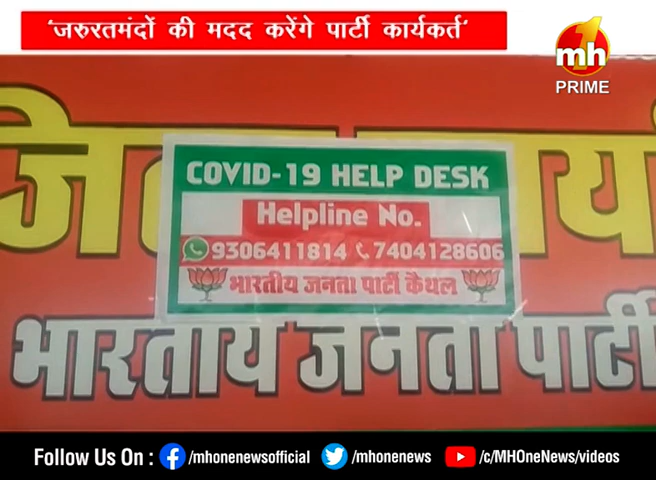 ‘जरुरतमंदों की मदद करेंगे पार्टी कार्यकर्त’
mh 1
PRIME
COVID-19 HELP DESK
Helpline No.
9306411814 7404128606
भारतीय जनता पार्टी कैथल
भारतीय जनता पार्टी
Follow Us On : /mhonenewsofficial /mhonenews /c/MHOneNews/videos